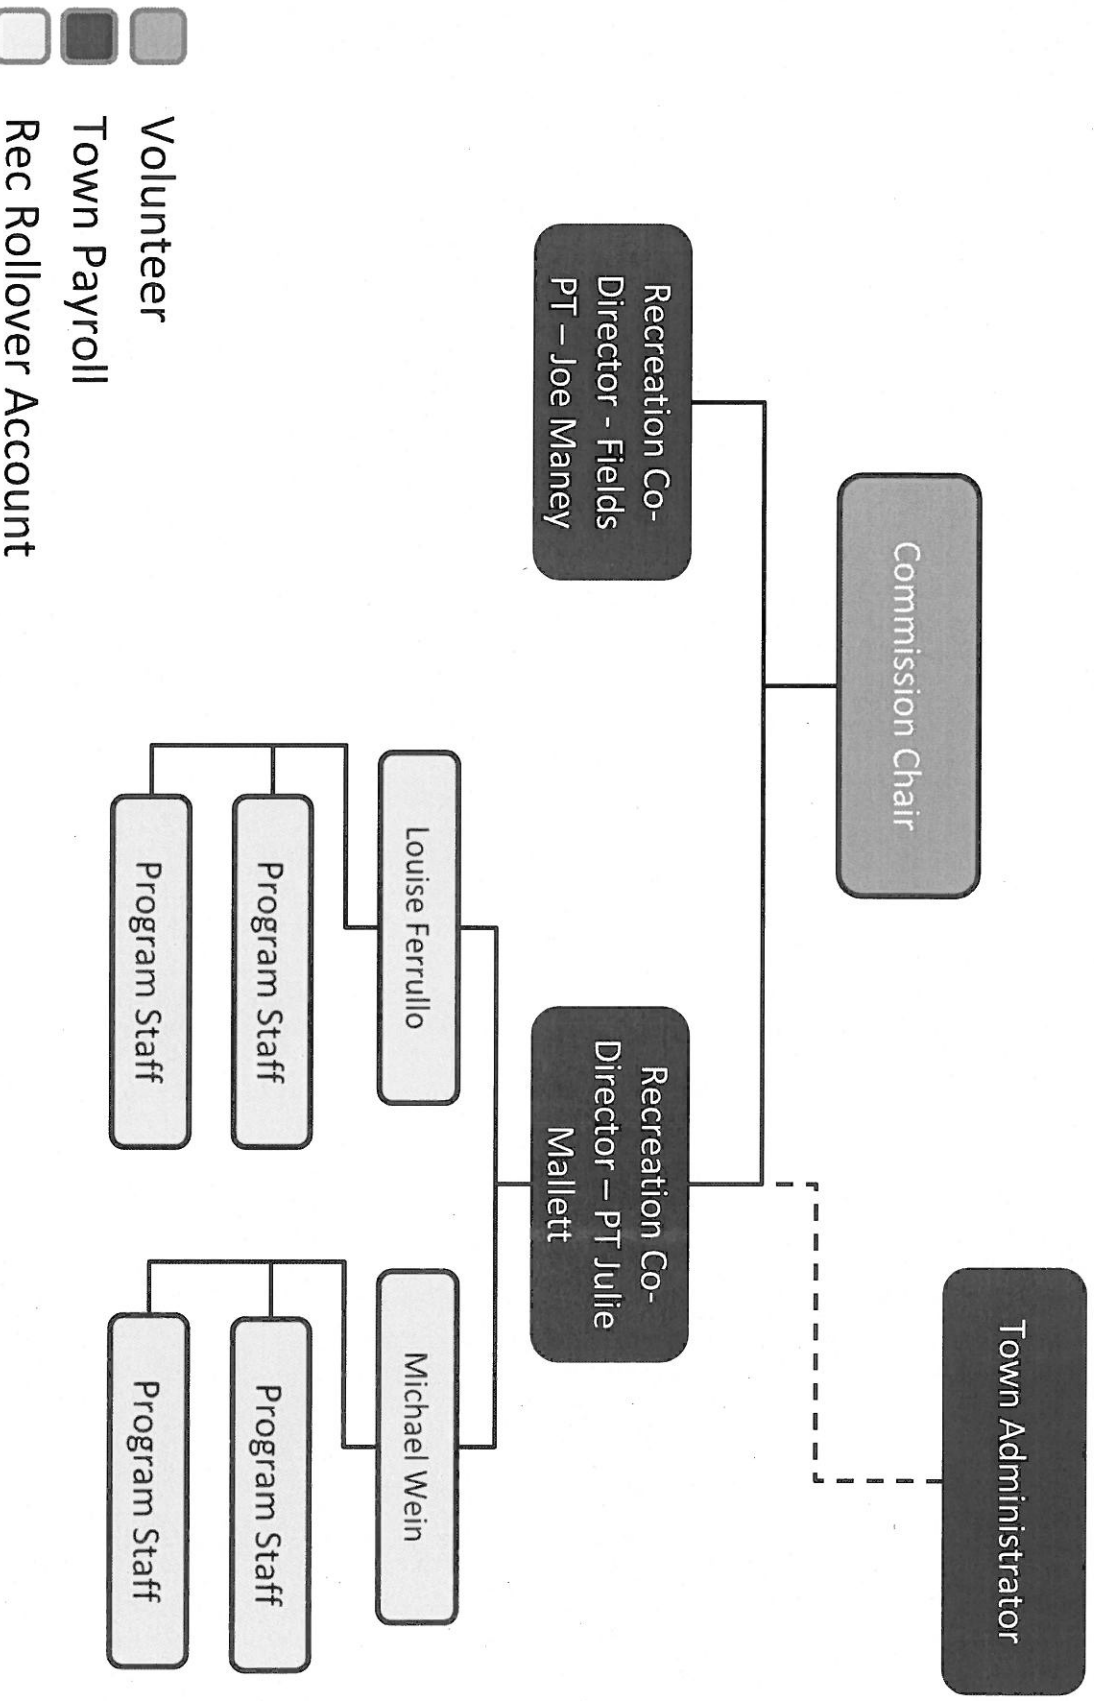 Town Administrator
Commission Chair
Recreation Co-
Director - Fields
PT – Joe Maney
Recreation Co-
Director – PT Julie
Mallett
Louise Ferrullo
Program Staff
Program Staff
Michael Wein
Program Staff
Program Staff
Volunteer
Town Payroll
Rec Rollover Account